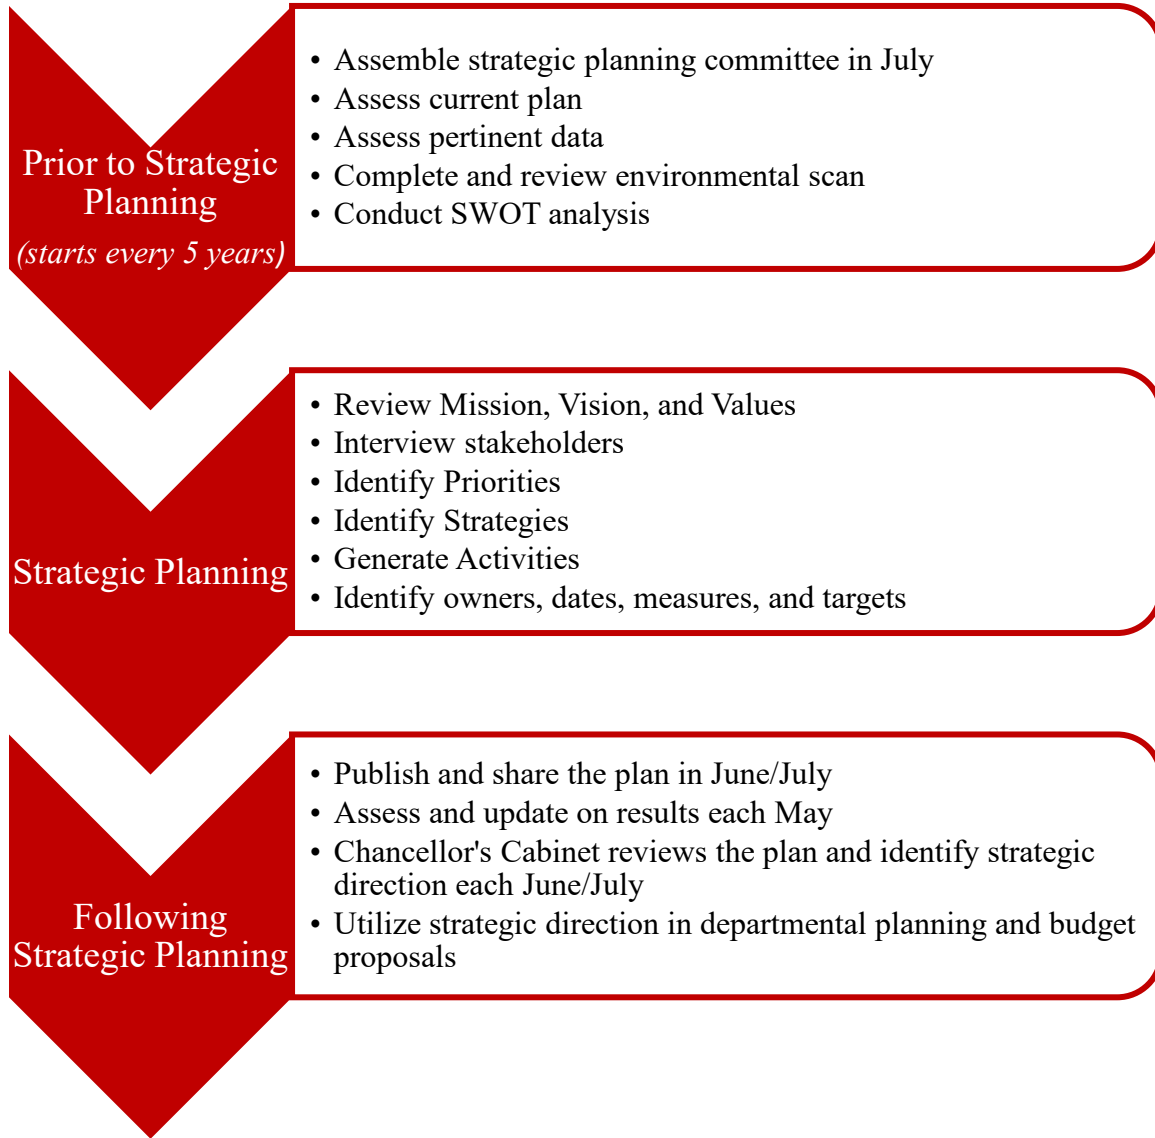 Prior to Strategic
Planning
(starts every 5 years)
• Assemble strategic planning committee in July
• Assess current plan
• Assess pertinent data
• Complete and review environmental scan
• Conduct SWOT analysis
Strategic Planning
• Review Mission, Vision, and Values
• Interview stakeholders
• Identify Priorities
• Identify Strategies
• Generate Activities
• Identify owners, dates, measures, and targets
Following
Strategic Planning
• Publish and share the plan in June/July
• Assess and update on results each May
• Chancellor's Cabinet reviews the plan and identify strategic
direction each June/July
• Utilize strategic direction in departmental planning and budget
proposals